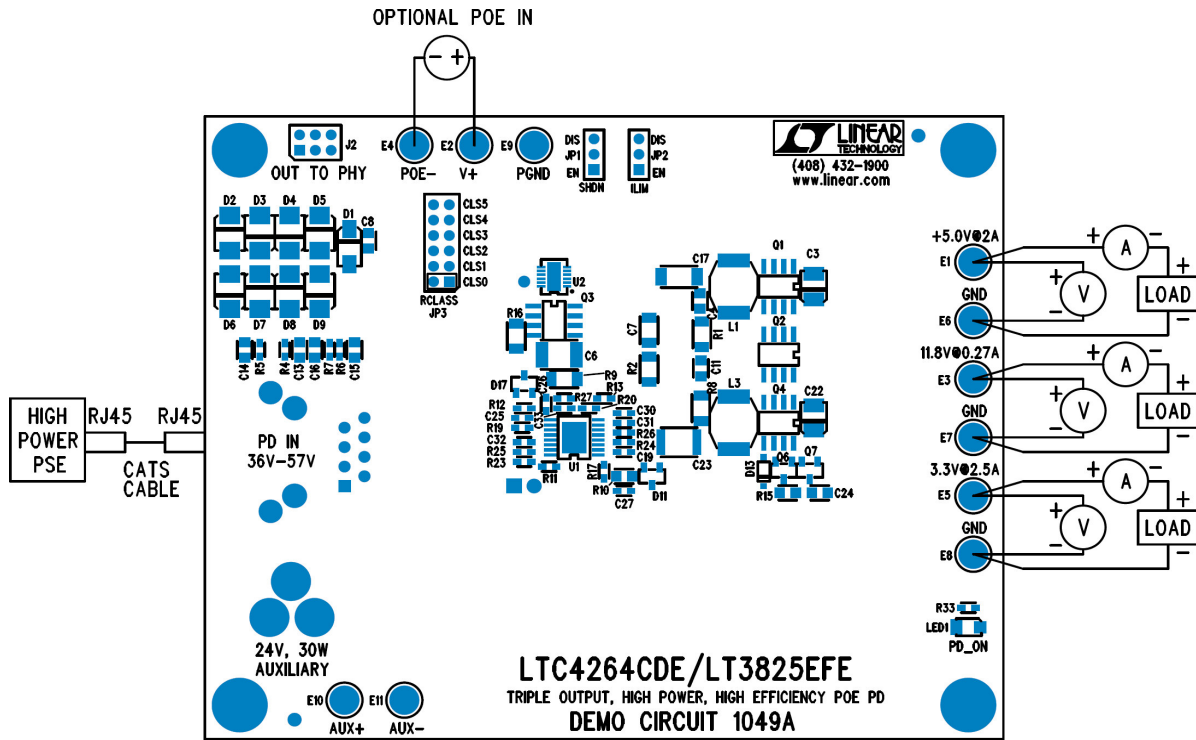 OPTIONAL POE IN
- +
E4
E2
E9
POE-
V+
PGND
J2
OUT TO PHY
DIS
JP1
EN
SHDN
DIS
JP2
EN
ILIM
LINEAR
TECHNOLOGY
(408) 432-1900
www.linear.com
D2
D3
D4
D5
D1
C8
D6
D7
D8
D9
CLS5
CLS4
CLS3
CLS2
CLS1
CLS0
RCLASS
JP3
C14
R5
R4
C13
C16
R7
R6
C15
U2
Q3
R16
C6
R9
D17
C26
R13
R27
R20
C33
R12
C25
R19
C32
R25
R23
C30
C31
R26
R24
C19
U1
R11
R17
R10
C27
D11
C17
C4
R1
C7
R2
C11
R8
L1
L3
C23
Q1
C3
Q2
Q4
C22
D13
Q6
Q7
R15
C24
HIGH
POWER
PSE
RJ45
RJ45
CAT5
CABLE
PD IN
36V-57V
24V, 30W
AUXILIARY
E10
E11
AUX+
AUX-
+5.0V@2A
E1
GND
E6
+ A -
+ V -
+
LOAD
-
11.8V@0.27A
E3
GND
E7
+ A -
+ V -
+
LOAD
-
3.3V@2.5A
E5
GND
E8
+ A -
+ V -
+
LOAD
-
R33
LED1
PD_ON
LTC4264CDE/LT3825EFE
TRIPLE OUTPUT, HIGH POWER, HIGH EFFICIENCY POE PD
DEMO CIRCUIT 1049A